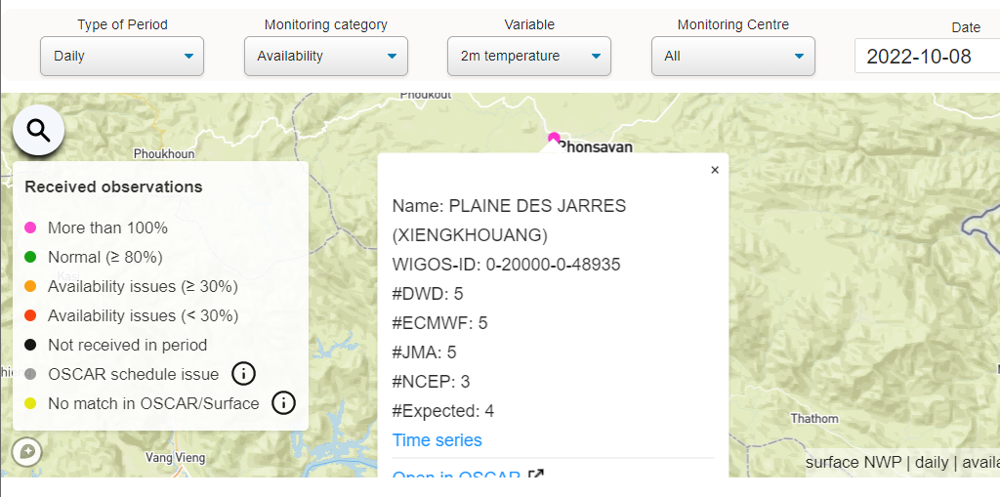 Type of Period
Monitoring category
Variable
Monitoring Centre
Date
Daily
Availability
2m temperature
All
2022-10-08
Phoukout
Phonsavan
Phoukhoun
×
Received observations
More than 100%
Normal (≥ 80%)
Availability issues (≥ 30%)
Availability issues (< 30%)
Not received in period
OSCAR schedule issue
No match in OSCAR/Surface
Name: PLAINE DES JARRES
(XIENGKHOUANG)
WIGOS-ID: 0-20000-0-48935
#DWD: 5
#ECMWF: 5
#JMA: 5
#NCEP: 3
#Expected: 4
Time series
Open in OSCAR
Thathom
Vang Vieng
surface NWP | daily | availa